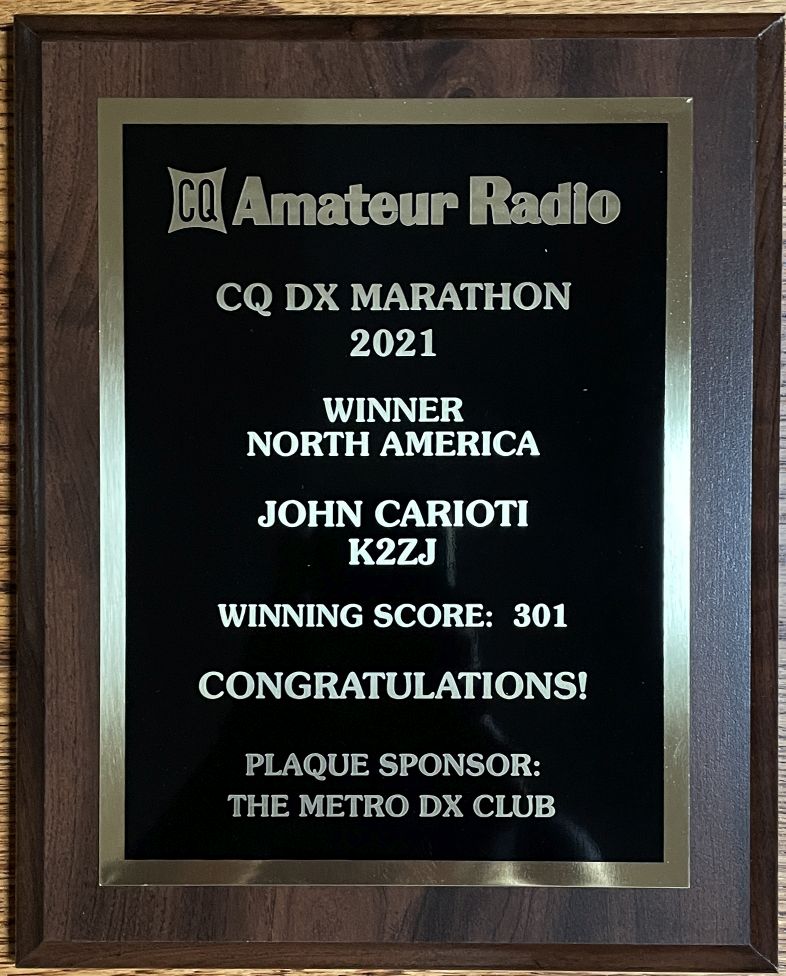 CQ Amateur Radio
CQ DX MARATHON
2021
WINNER
NORTH AMERICA
JOHN CARIOTI
K2ZJ
WINNING SCORE: 301
CONGRATULATIONS!
PLAQUE SPONSOR:
THE METRO DX CLUB